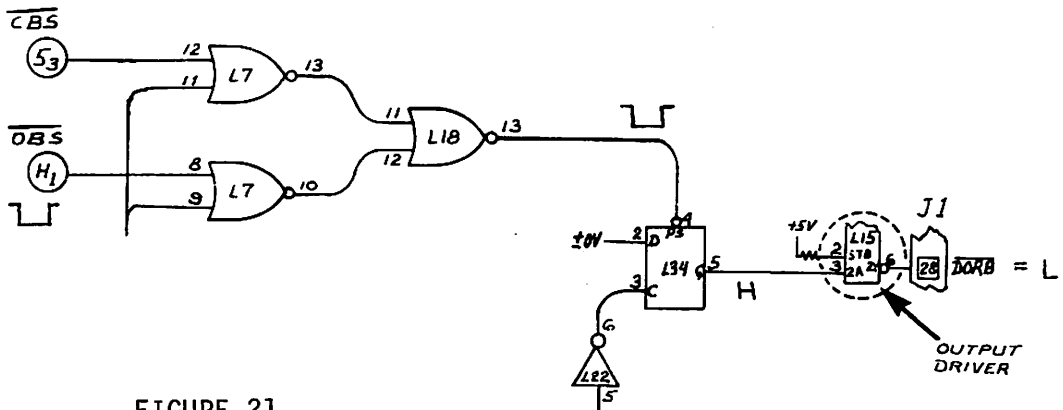 CBS
S3
12
11
L7
13
OBS
H1
8
9
L7
10
11
12
L18
13
4
PS
±0V
2
D
L34
5
3
C
H
6
L22
5
+5V
L15
2
STB
3
2A
2
6
J1
28
DORB = L
OUTPUT
DRIVER
FIGURE 21